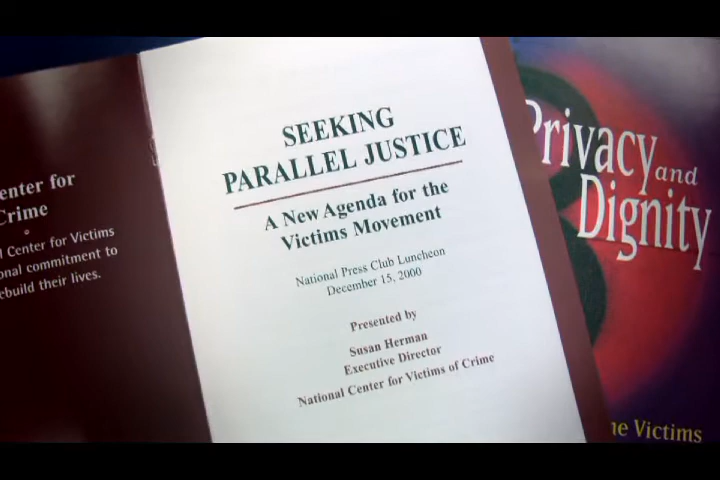 enter for
Crime
l Center for Victims
onal commitment to
ebuild their lives.
SEEKING
PARALLEL JUSTICE
A New Agenda for the
Victims Movement
National Press Club Luncheon
December 15, 2000
Presented by
Susan Herman
Executive Director
National Center for Victims of Crime
Privacy and
Dignity
ne Victims